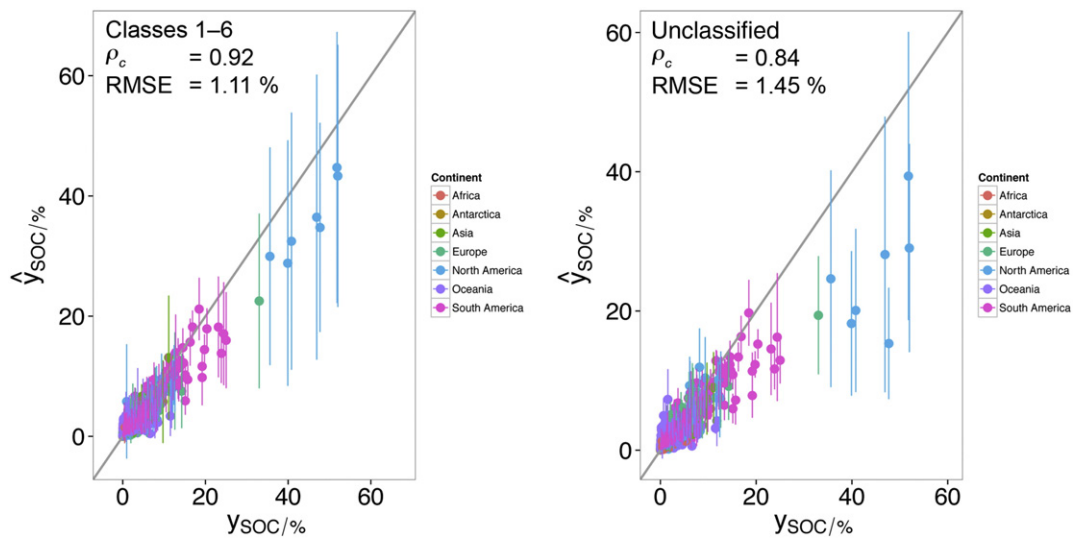 Classes 1–6
ρc = 0.92
RMSE = 1.11 %
60
40
20
0
ŷSOC/%
0 20 40 60
ySOC/%
Continent
Africa
Antarctica
Asia
Europe
North America
Oceania
South America
Unclassified
ρc = 0.84
RMSE = 1.45 %
60
40
20
0
ŷSOC/%
0 20 40 60
ySOC/%
Continent
Africa
Antarctica
Asia
Europe
North America
Oceania
South America